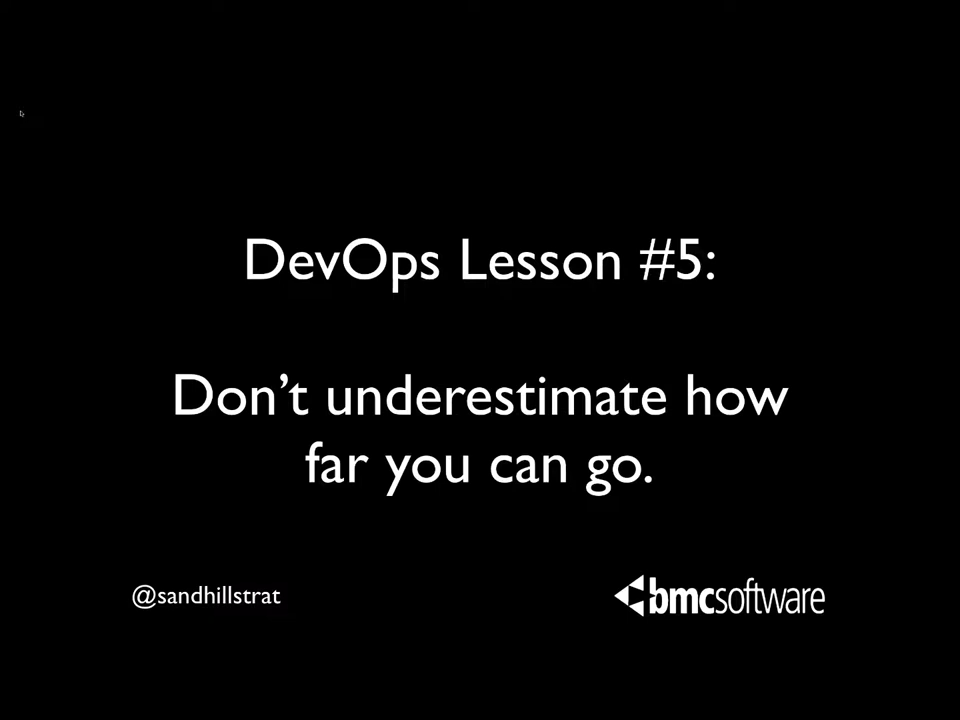 DevOps Lesson #5:
Don’t underestimate how
far you can go.
@sandhillstrat
bmcsoftware